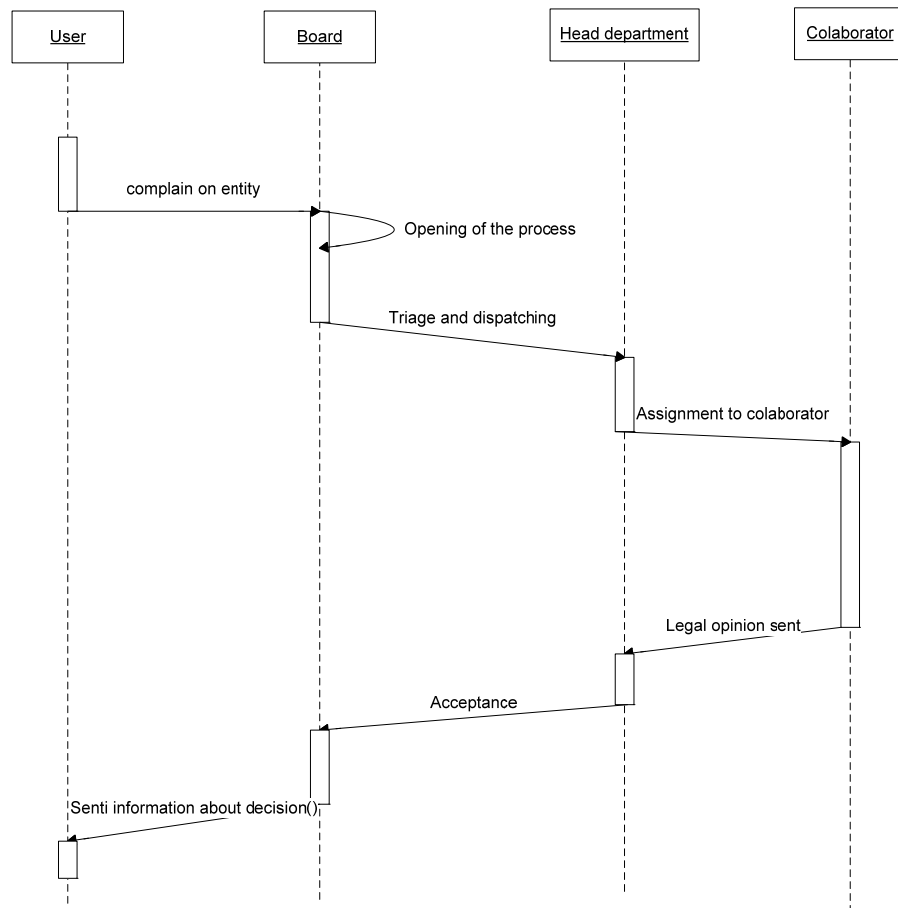 User
Board
Head department
Colaborator
complain on entity
Opening of the process
Triage and dispatching
Assignment to colaborator
Legal opinion sent
Acceptance
Senti information about decision()